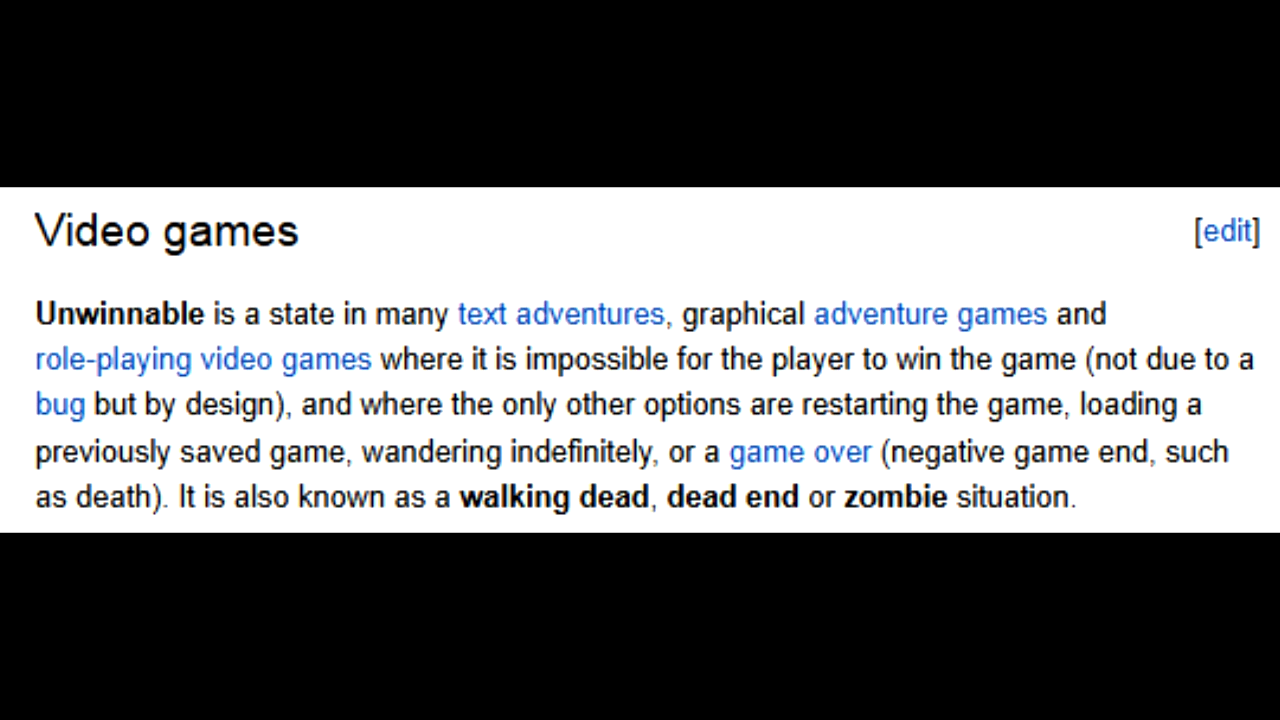 Video games
[edit]
Unwinnable is a state in many text adventures, graphical adventure games and
role-playing video games where it is impossible for the player to win the game (not due to a
bug but by design), and where the only other options are restarting the game, loading a
previously saved game, wandering indefinitely, or a game over (negative game end, such
as death). It is also known as a walking dead, dead end or zombie situation.